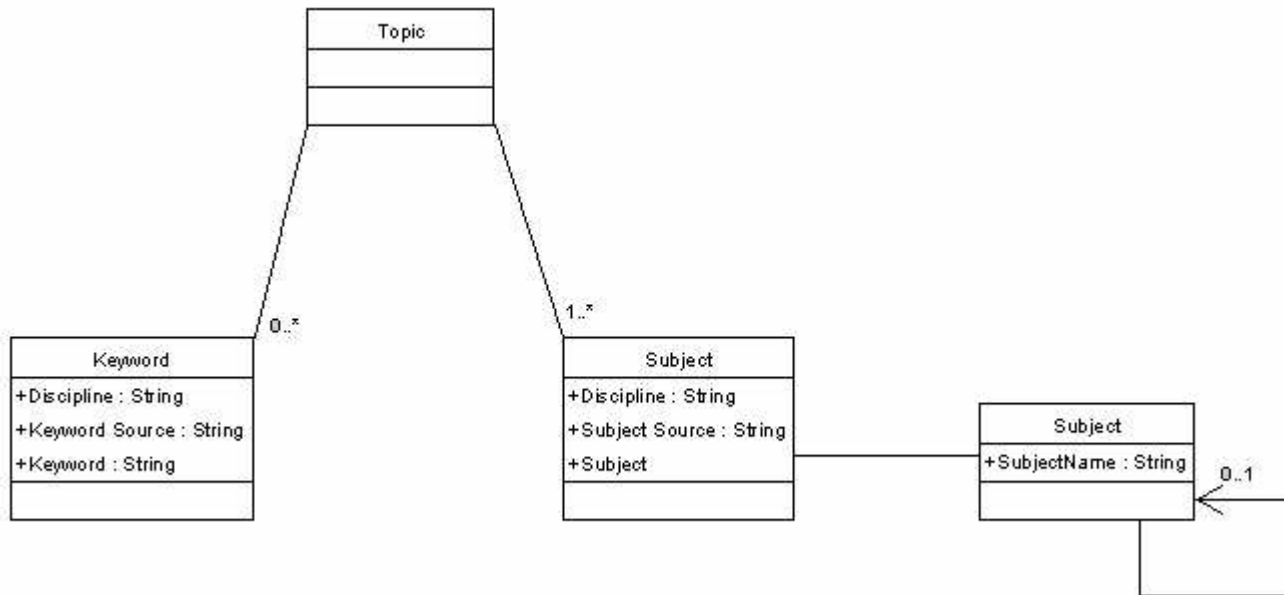 Topic
0..*
1..*
Keyword
+Discipline : String
+Keyword Source : String
+Keyword : String
Subject
+Discipline : String
+Subject Source : String
+Subject
Subject
+SubjectName : String
0..1